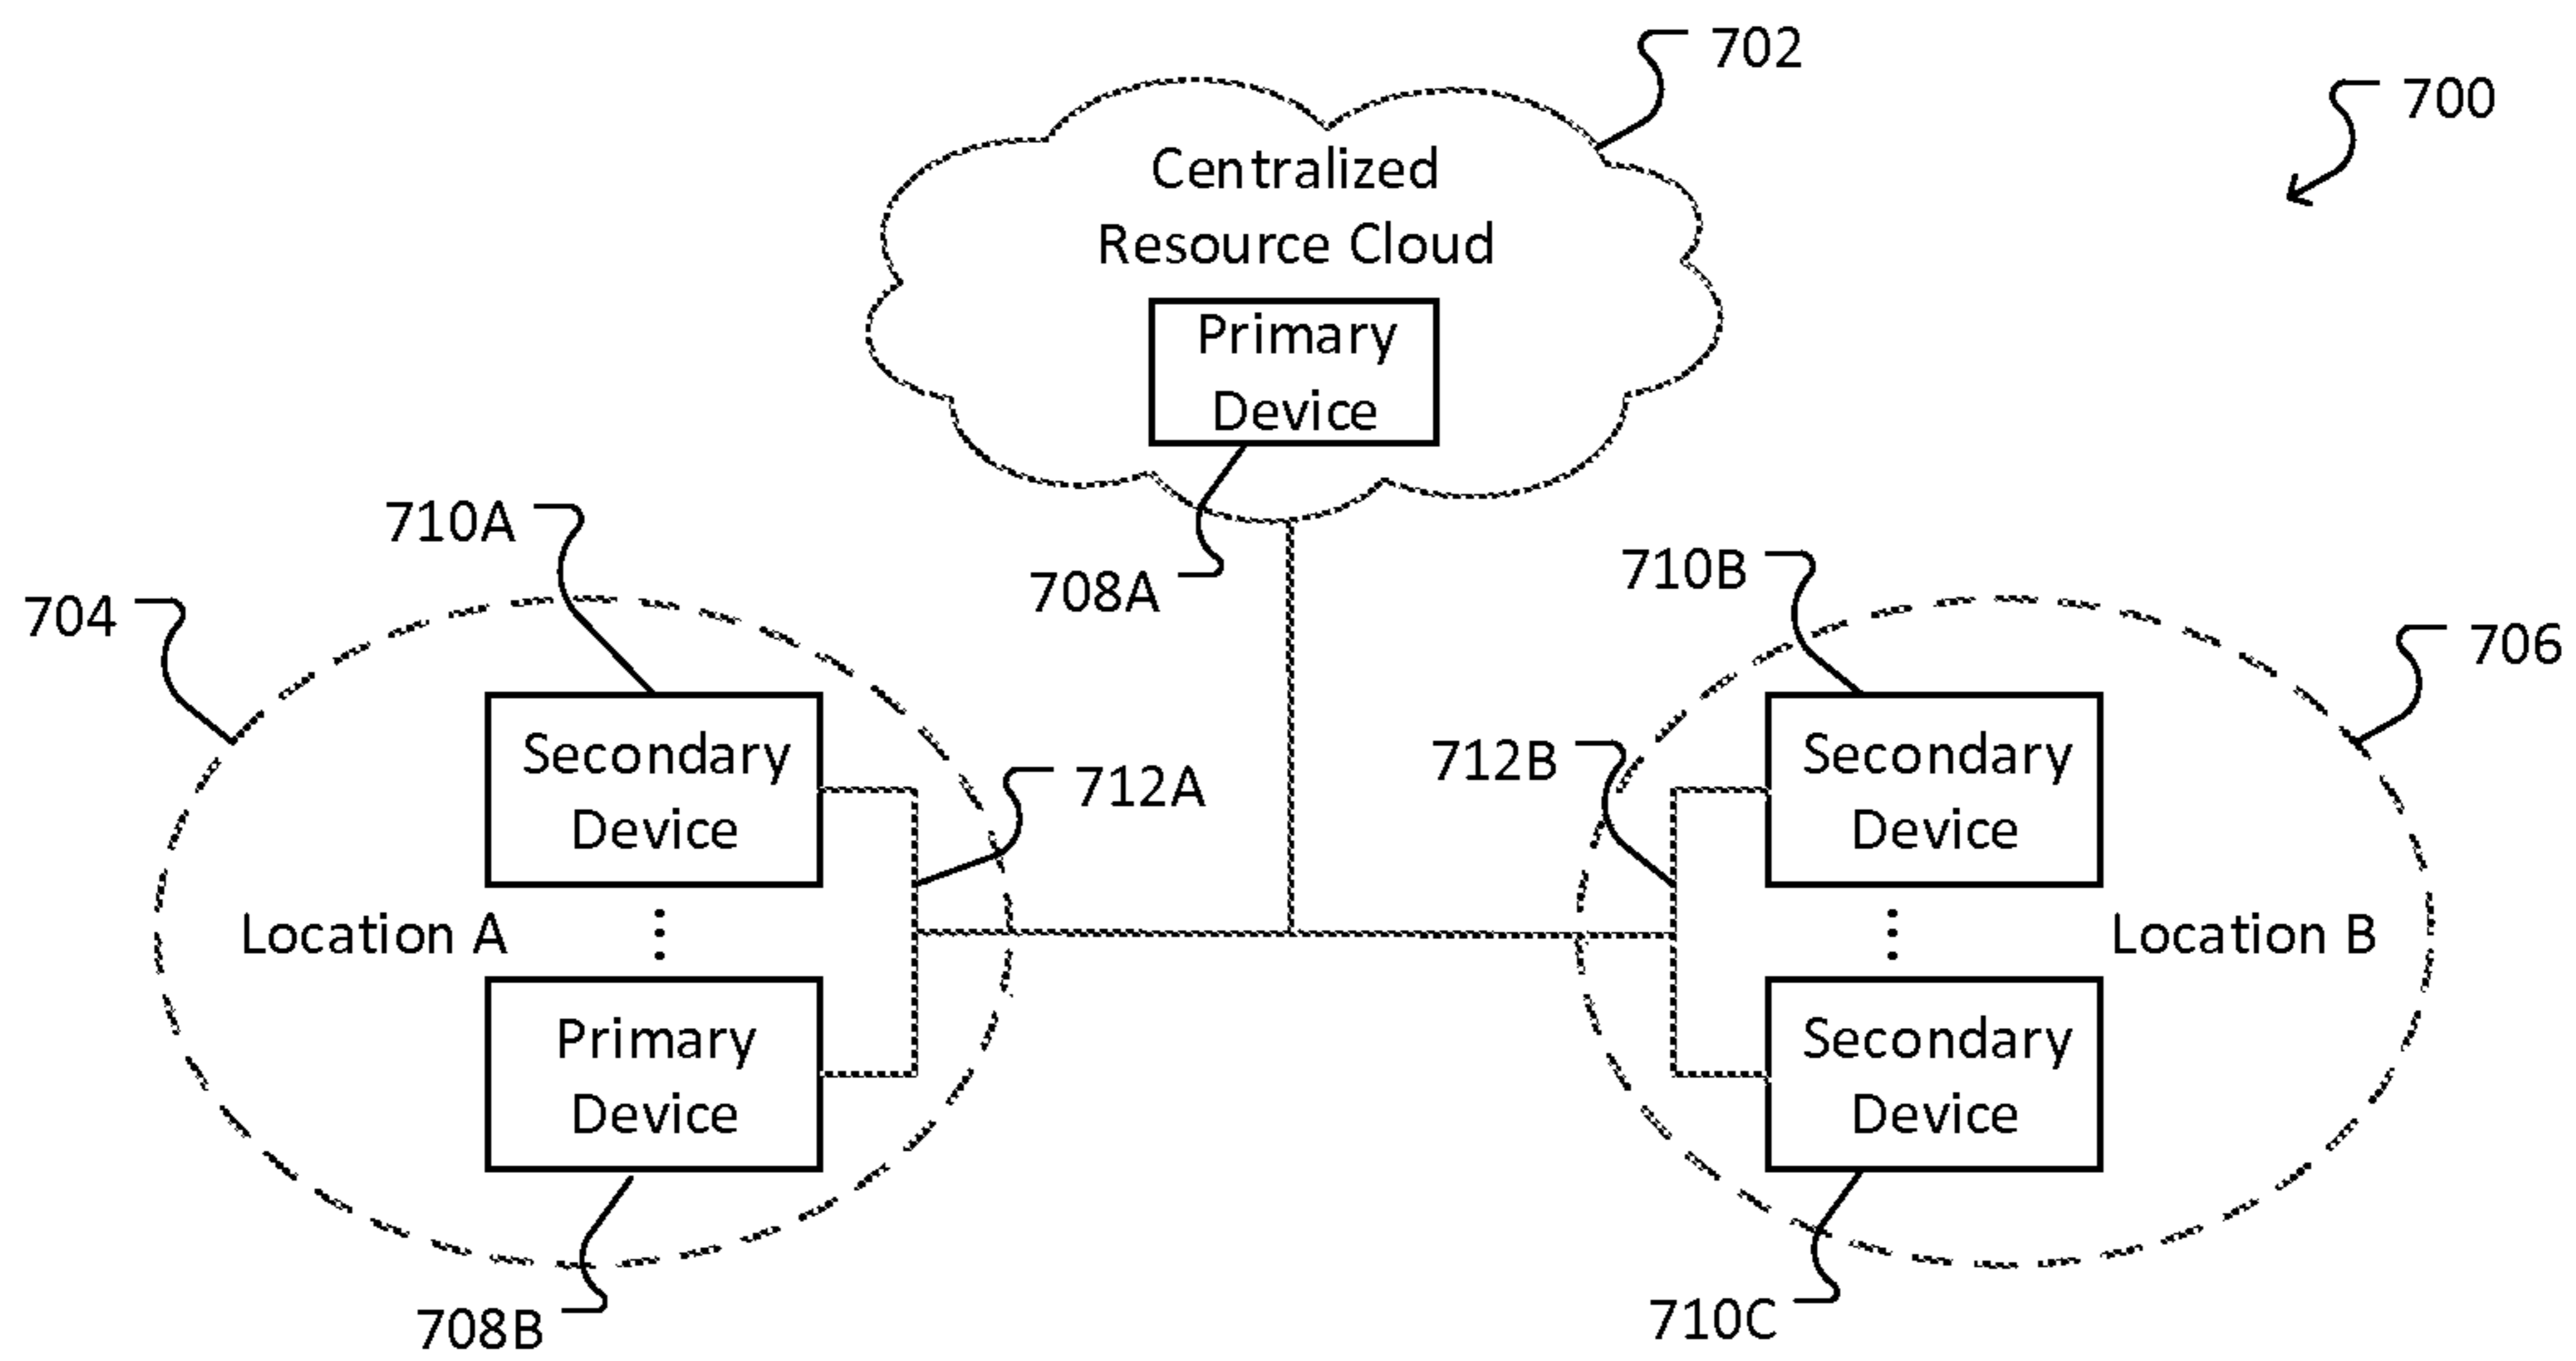 702
700
Centralized
Resource Cloud
Primary
Device
710A
708A
710B
704
706
Secondary
Device
712A
712B
Secondary
Device
Location A
Location B
Primary
Device
Secondary
Device
708B
710C